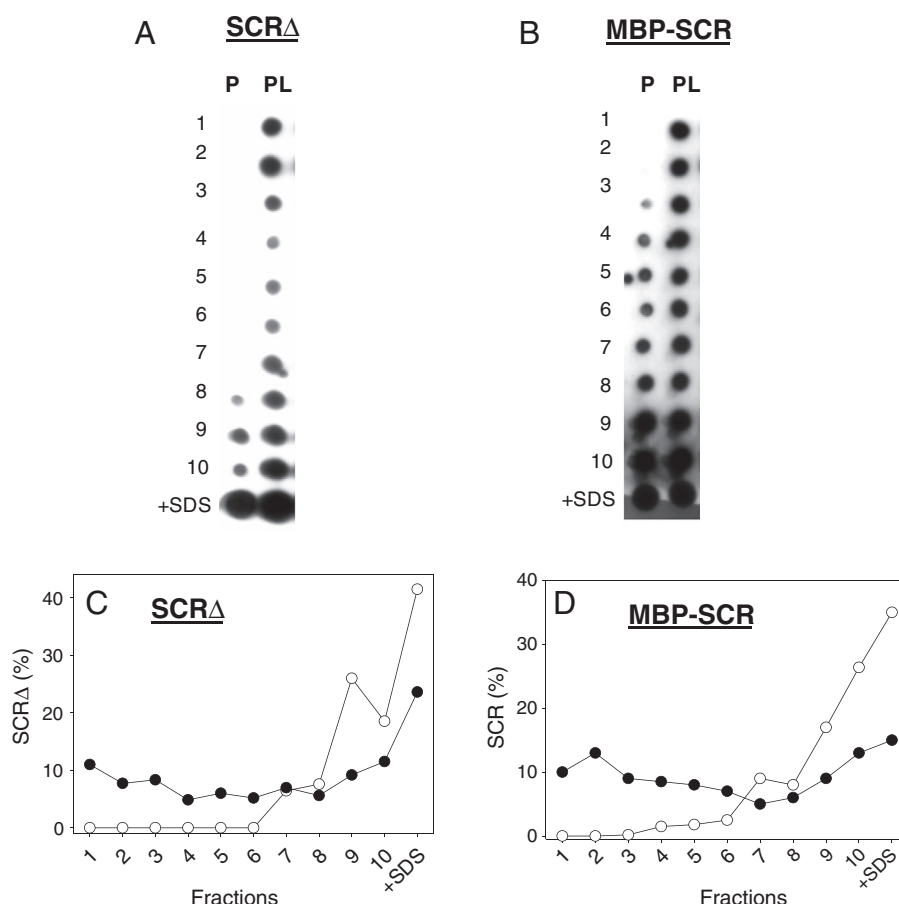 A SCRΔ
P PL
1
2
3
4
5
6
7
8
9
10
+SDS
B MBP-SCR
P PL
1
2
3
4
5
6
7
8
9
10
+SDS
C SCRΔ
SCRΔ (%)
40
30
20
10
0
1 2 3 4 5 6 7 8 9 10 +SDS
Fractions
D MBP-SCR
SCR (%)
40
30
20
10
0
1 2 3 4 5 6 7 8 9 10 +SDS
Fractions